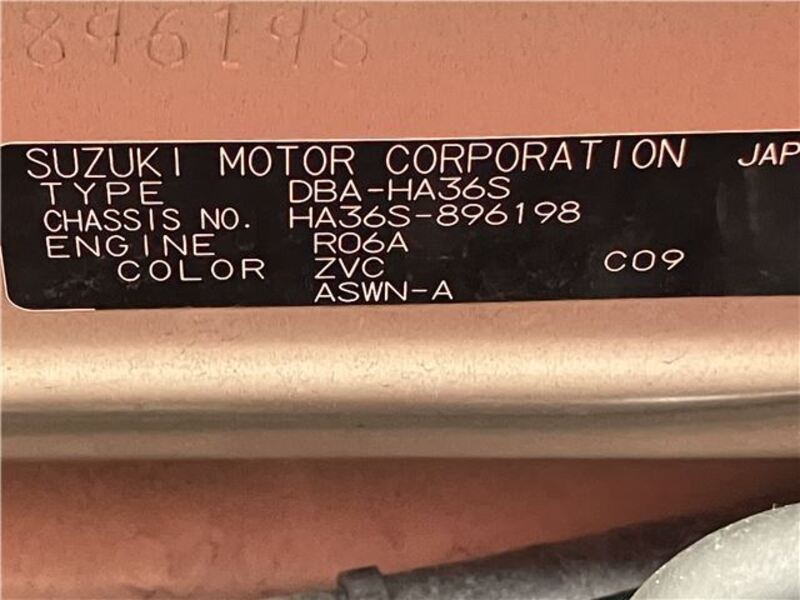 896198
SUZUKI MOTOR CORPORATION JAP
TYPE DBA-HA36S
CHASSIS NO. HA36S-896198
ENGINE R06A
COLOR ZVC C09
ASWN-A